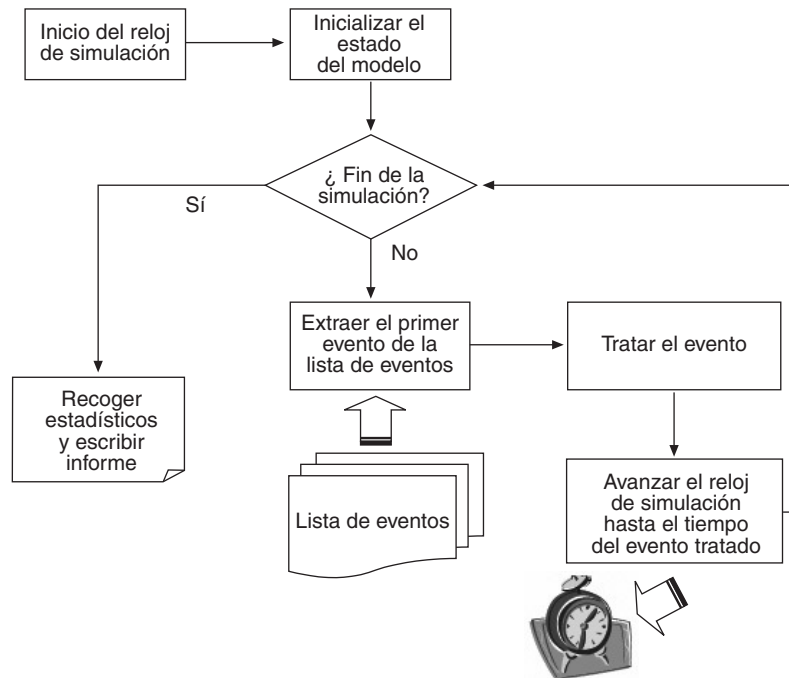 Inicio del reloj
de simulación
Inicializar el
estado
del modelo
¿ Fin de la
simulación?
Sí
No
Extraer el primer
evento de la
lista de eventos
Tratar el evento
Recoger
estadísticos
y escribir
informe
Lista de eventos
Avanzar el reloj
de simulación
hasta el tiempo
del evento tratado